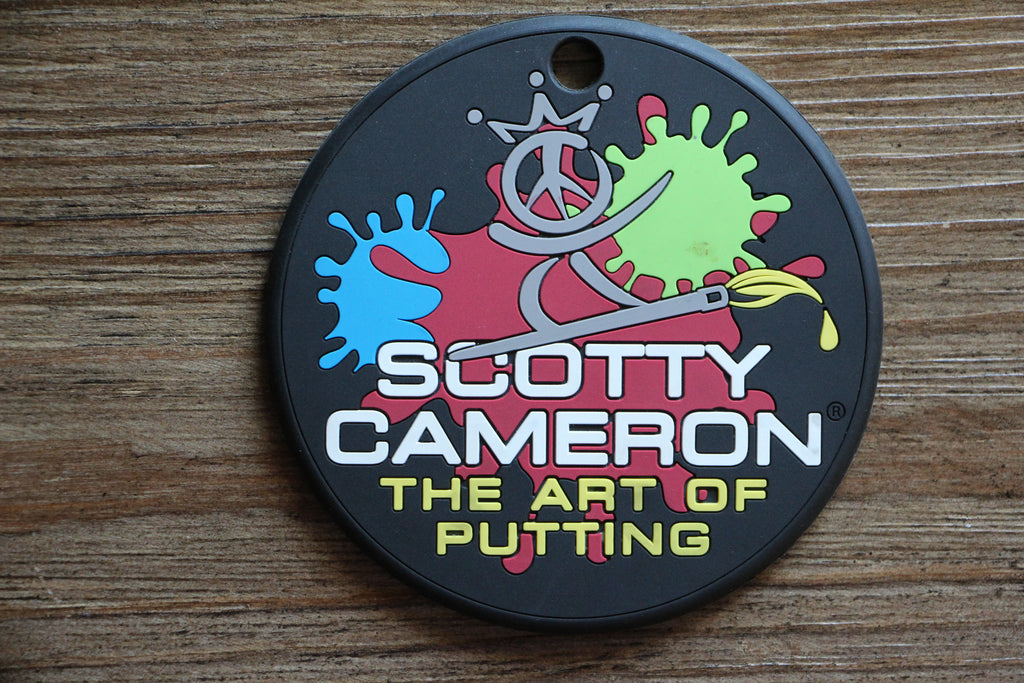 SCOTTY
CAMERON®
THE ART OF
PUTTING